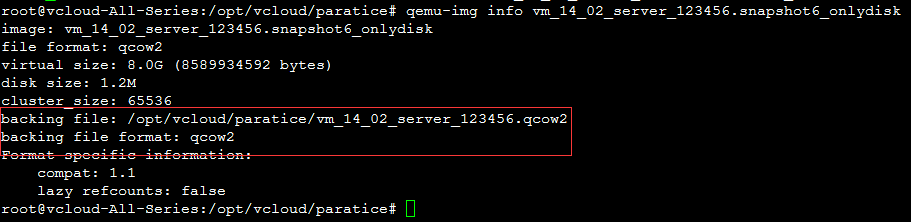 root@vcloud-All-Series:/opt/vcloud/paratice# qemu-img info vm_14_02_server_123456.snapshot6_onlydisk
image: vm_14_02_server_123456.snapshot6_onlydisk
file format: qcow2
virtual size: 8.0G (8589934592 bytes)
disk size: 1.2M
cluster_size: 65536
backing file: /opt/vcloud/paratice/vm_14_02_server_123456.qcow2
backing file format: qcow2
Format specific information:
    compat: 1.1
    lazy refcounts: false
root@vcloud-All-Series:/opt/vcloud/paratice#